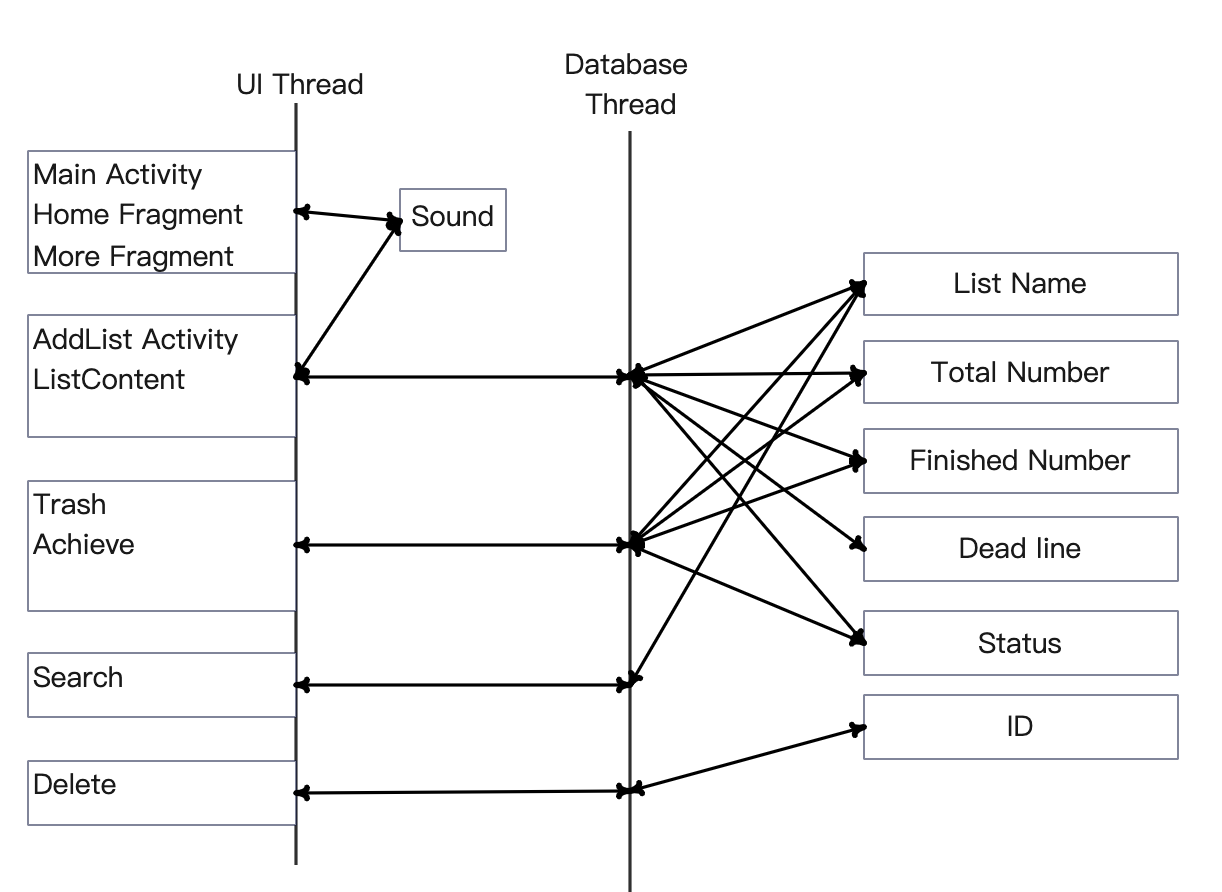 UI Thread
Database
Thread
Main Activity
Home Fragment
More Fragment
Sound
AddList Activity
ListContent
Trash
Achieve
Search
Delete
List Name
Total Number
Finished Number
Dead line
Status
ID